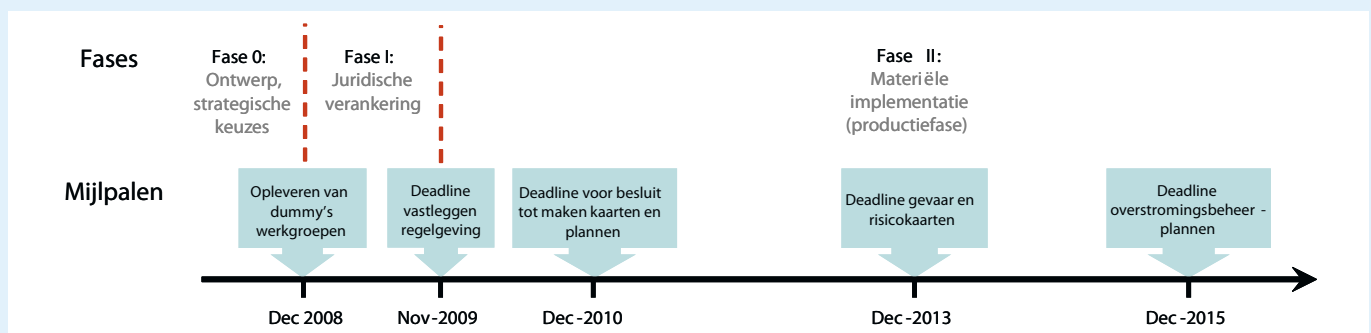 Fases
Fase 0:
Ontwerp,
strategische
keuzes
Fase I:
Juridische
verankering
Fase II:
Materiële
implementatie
(productiefase)
Mijlpalen
Opleveren van
dummy's
werkgroepen
Deadline
vastleggen
regelgeving
Deadline voor besluit
tot maken kaarten en
plannen
Deadline gevaar en
risicokaarten
Deadline
overstromingsbeheer -
plannen
Dec 2008
Nov-2009
Dec-2010
Dec-2013
Dec-2015